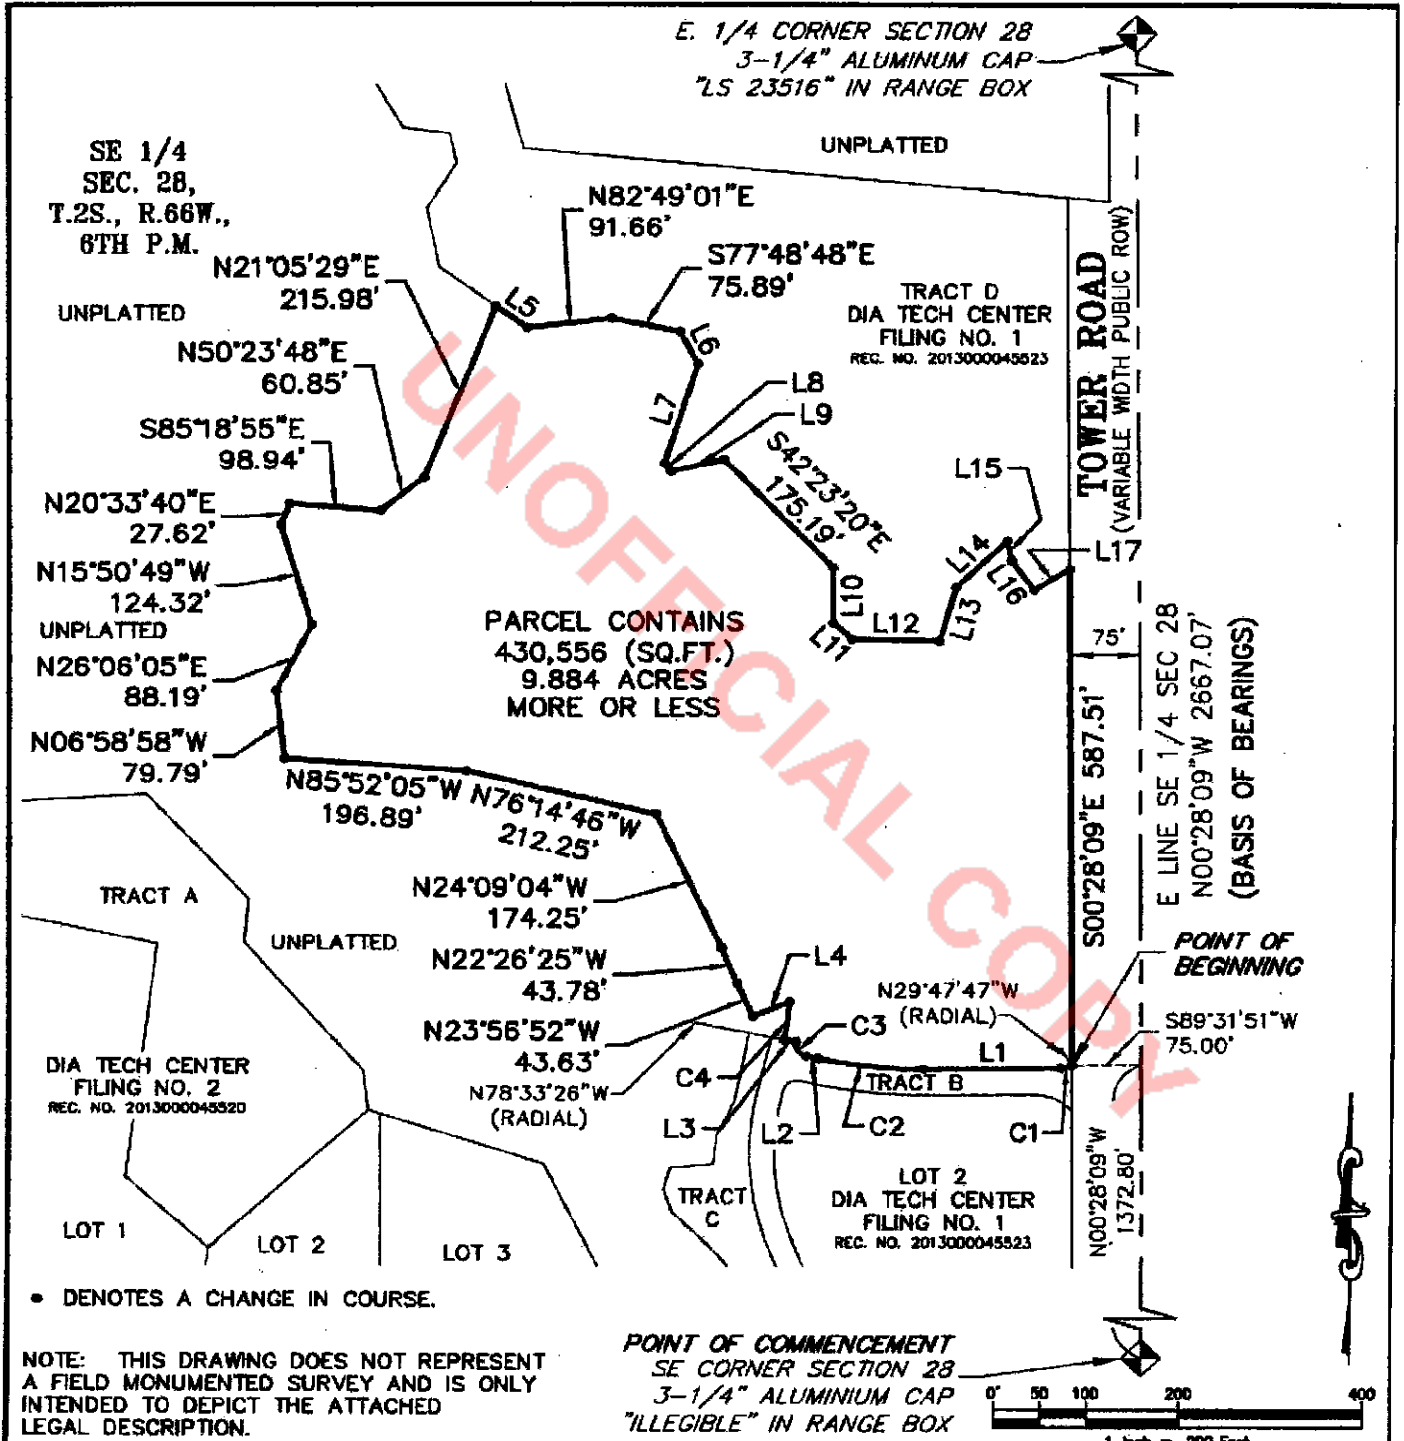 E. 1/4 CORNER SECTION 28
3-1/4" ALUMINUM CAP
"LS 23516" IN RANGE BOX
UNPLATTED
SE 1/4
SEC. 28,
T.2S., R.66W.,
6TH P.M.
N82°49'01"E
91.66'
S77°48'48"E
75.89'
N21°05'29"E
215.98'
UNPLATTED
N50°23'48"E
60.85'
S85°18'55"E
98.94'
N20°33'40"E
27.62'
N15°50'49"W
124.32'
UNPLATTED
N26°06'05"E
88.19'
N06°58'58"W
79.79'
L5
L6
L7
L8
L9
TRACT D
DIA TECH CENTER
FILING NO. 1
REC. NO. 2013000045523
TOWER ROAD
(VARIABLE WIDTH PUBLIC ROW)
S42°23'20"E
175.19'
L10
L11
L12
L13
L14
L15
L16
L17
75'
PARCEL CONTAINS
430,556 (SQ.FT.)
9.884 ACRES
MORE OR LESS
S00°28'09"E 587.51'
E LINE SE 1/4 SEC 28
N00°28'09"W 2667.07'
(BASIS OF BEARINGS)
N85°52'05"W
196.89'
N76°14'46"W
212.25'
N24°09'04"W
174.25'
N22°26'25"W
43.78'
N23°56'52"W
43.63'
N78°33'26"W
(RADIAL)
TRACT A
UNPLATTED
L4
C3
C4
L3
L2
C2
L1
C1
TRACT B
N29°47'47"W
(RADIAL)
POINT OF
BEGINNING
S89°31'51"W
75.00'
N00°28'09"W
1372.80'
DIA TECH CENTER
FILING NO. 2
REC. NO. 2013000045520
LOT 1
LOT 2
LOT 3
TRACT
C
LOT 2
DIA TECH CENTER
FILING NO. 1
REC. NO. 2013000045523
• DENOTES A CHANGE IN COURSE.
NOTE: THIS DRAWING DOES NOT REPRESENT
A FIELD MONUMENTED SURVEY AND IS ONLY
INTENDED TO DEPICT THE ATTACHED
LEGAL DESCRIPTION.
POINT OF COMMENCEMENT
SE CORNER SECTION 28
3-1/4" ALUMINIUM CAP
"ILLEGIBLE" IN RANGE BOX
0' 50 100 200 400
UNOFFICIAL COPY